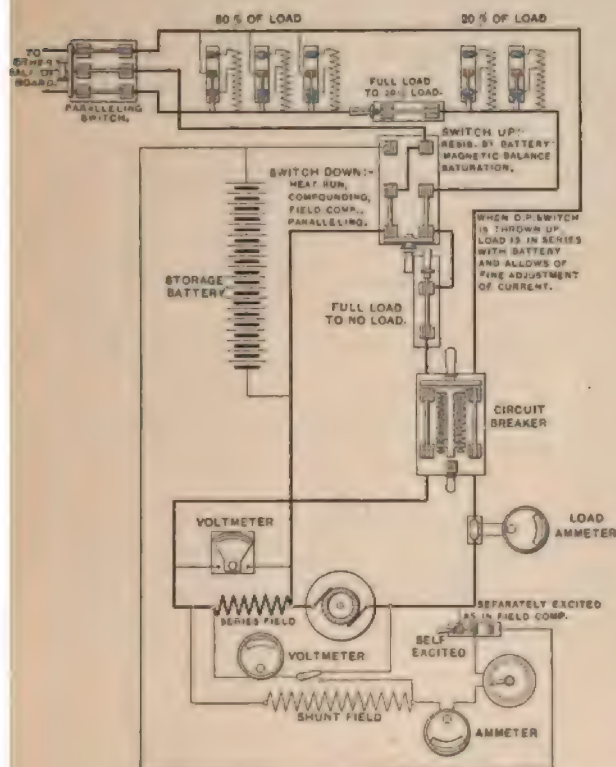 80 % OF LOAD
20 % OF LOAD
TO
OTHER
HALF OF
BOARD.
PARALLELING
SWITCH.
FULL LOAD
TO 20% LOAD.
SWITCH UP:-
RESIS. BY BATTERY
MAGNETIC BALANCE
SATURATION.
SWITCH DOWN:-
HEAT RUN,
COMPOUNDING,
FIELD COMP.,
PARALLELING.
WHEN D.P. SWITCH
IS THROWN UP,
LOAD IS IN SERIES
WITH BATTERY
AND ALLOWS OF
FINE ADJUSTMENT
OF CURRENT.
STORAGE
BATTERY
FULL LOAD
TO NO LOAD.
CIRCUIT
BREAKER
VOLTMETER
LOAD
AMMETER
SERIES FIELD
SEPARATELY EXCITED
AS IN FIELD COMP.
SELF
EXCITED
VOLTMETER
SHUNT FIELD
AMMETER